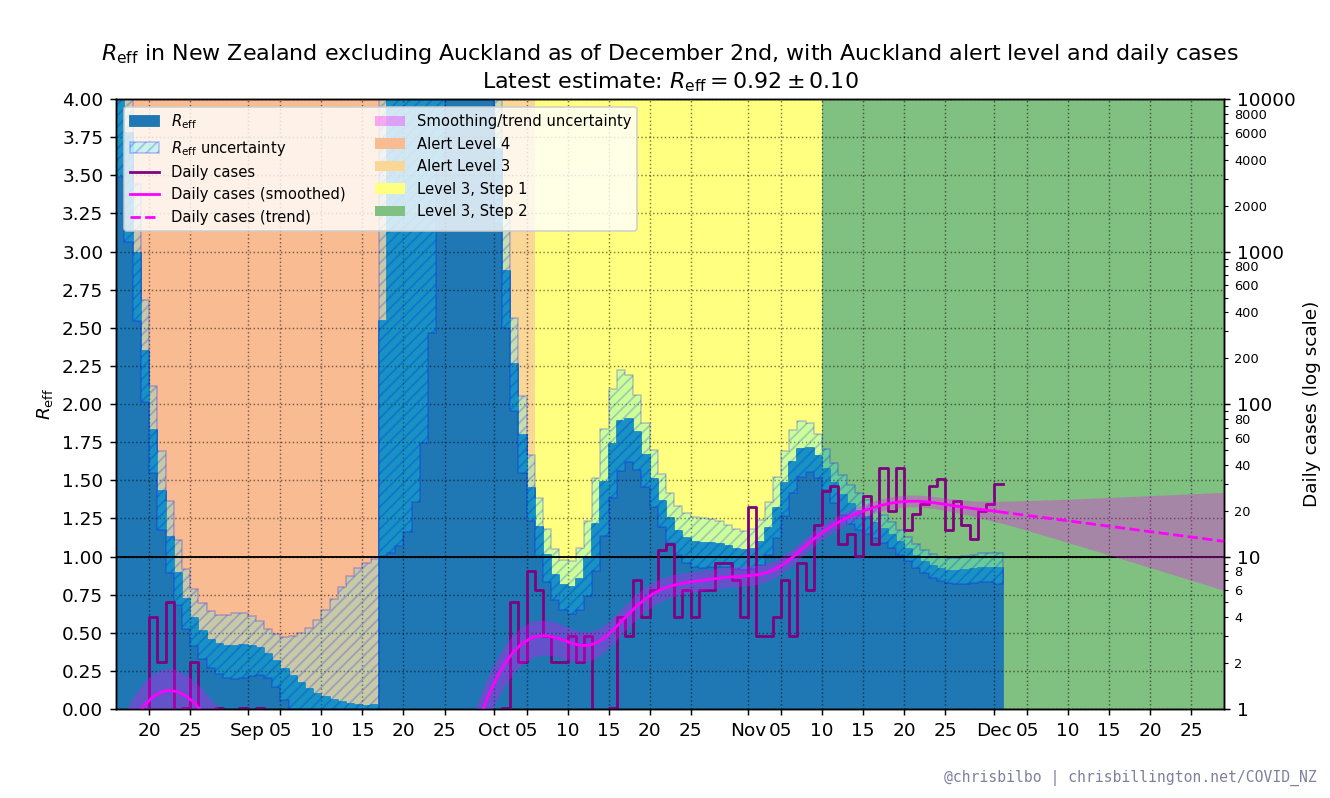 R_eff in New Zealand excluding Auckland as of December 2nd, with Auckland alert level and daily cases
Latest estimate: R_eff = 0.92 ± 0.10
R_eff
R_eff uncertainty
Daily cases
Daily cases (smoothed)
Daily cases (trend)
Smoothing/trend uncertainty
Alert Level 4
Alert Level 3
Level 3, Step 1
Level 3, Step 2
4.00
3.75
3.50
3.25
3.00
2.75
2.50
2.25
2.00
1.75
1.50
1.25
1.00
0.75
0.50
0.25
0.00
R_eff
10000
8000
6000
4000
2000
1000
800
600
400
200
100
80
60
40
20
10
8
6
4
2
1
Daily cases (log scale)
20 25 Sep 05 10 15 20 25 Oct 05 10 15 20 25 Nov 05 10 15 20 25 Dec 05 10 15 20 25
@chrisbilbo | chrisbillington.net/COVID_NZ